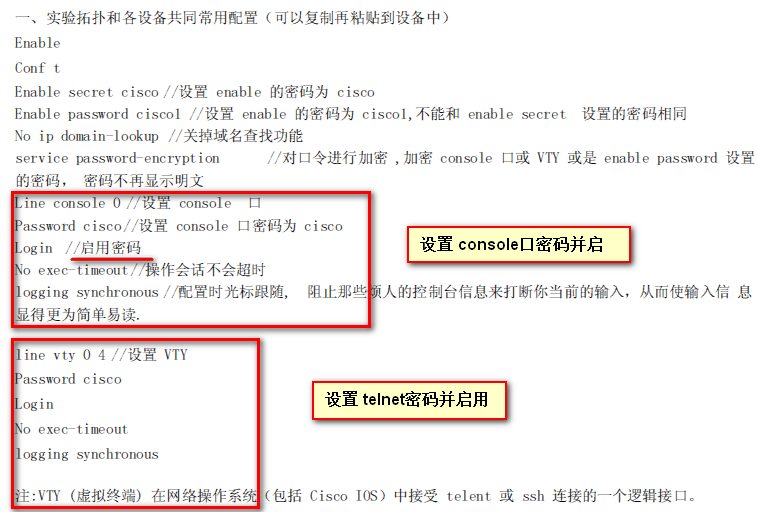 一、实验拓扑和各设备共同常用配置（可以复制再粘贴到设备中）
Enable
Conf t
Enable secret cisco //设置 enable 的密码为 cisco
Enable password cisco1 //设置 enable 的密码为 cisco1,不能和 enable secret 设置的密码相同
No ip domain-lookup //关掉域名查找功能
service password-encryption //对口令进行加密 ,加密 console 口或 VTY 或是 enable password 设置
的密码， 密码不再显示明文
Line console 0 //设置 console 口
Password cisco //设置 console 口密码为 cisco
Login //启用密码
No exec-timeout //操作会话不会超时
logging synchronous //配置时光标跟随, 阻止那些烦人的控制台信息来打断你当前的输入，从而使输入信 息
显得更为简单易读.
设置 console口密码并启
line vty 0 4 //设置 VTY
Password cisco
Login
No exec-timeout
logging synchronous
设置 telnet密码并启用
注:VTY (虚拟终端) 在网络操作系统（包括 Cisco IOS）中接受 telent 或 ssh 连接的一个逻辑接口。